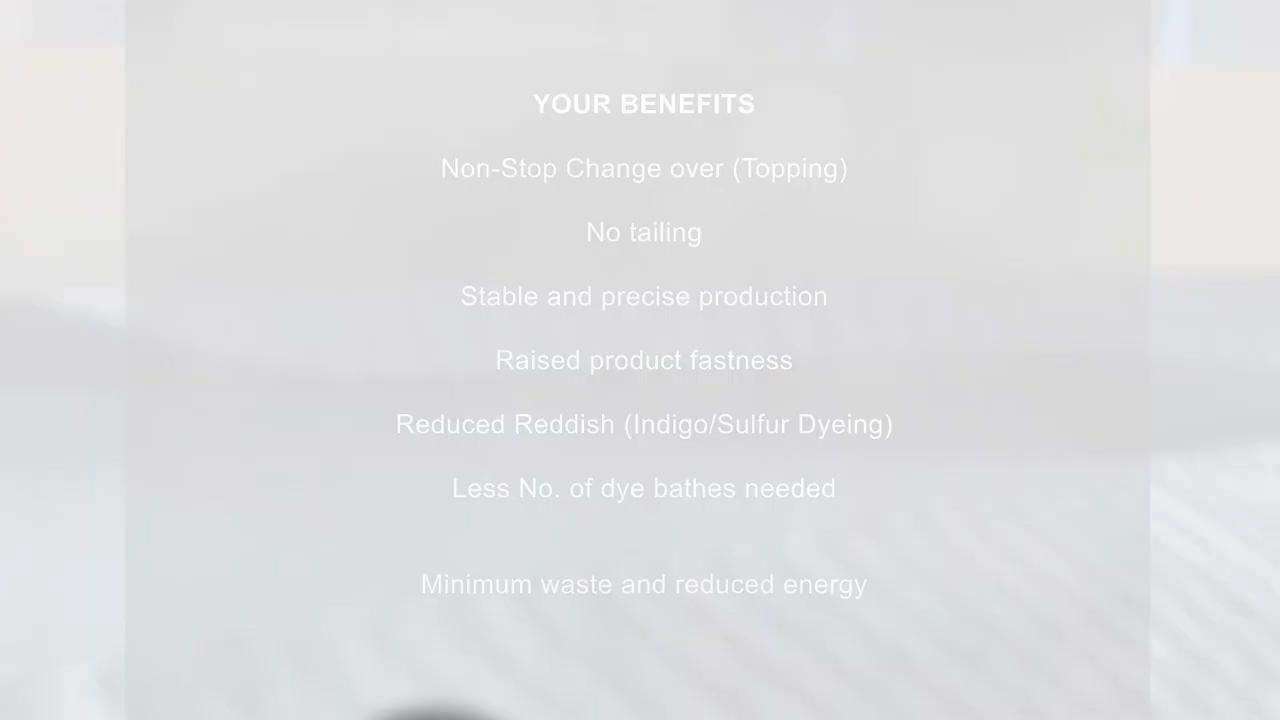 YOUR BENEFITS
Non-Stop Change over (Topping)
No tailing
Stable and precise production
Raised product fastness
Reduced Reddish (Indigo/Sulfur Dyeing)
Less No. of dye bathes needed
Minimum waste and reduced energy